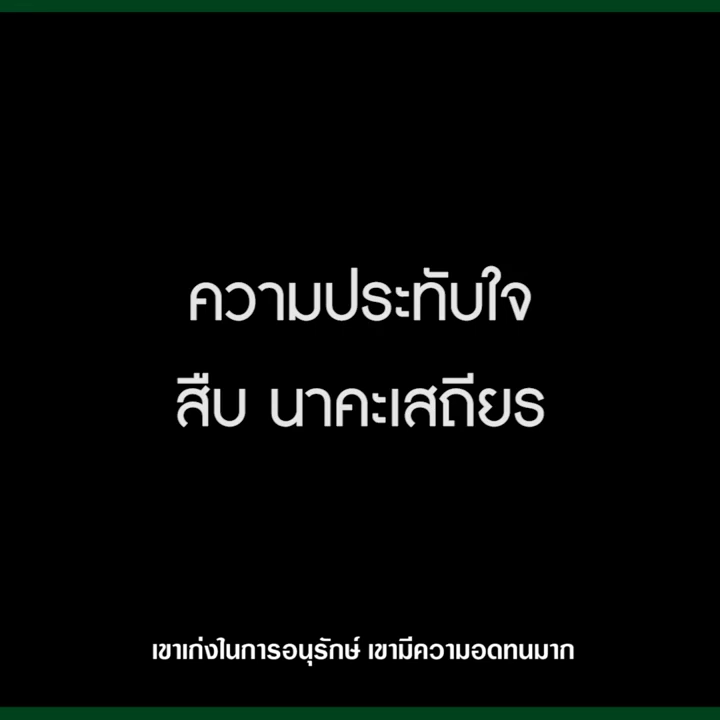 ความประทับใจ
สืบ นาคะเสถียร
เขาเก่งในการอนุรักษ์ เขามีความอดทนมาก